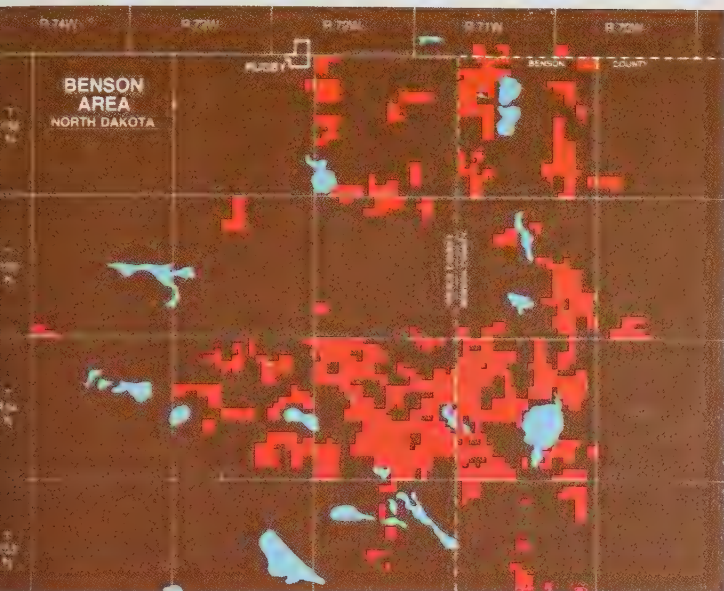 R.74W. R.73W. R.72W. R.71W. R.70W.
RUGBY
BENSON COUNTY
BENSON
AREA
NORTH DAKOTA